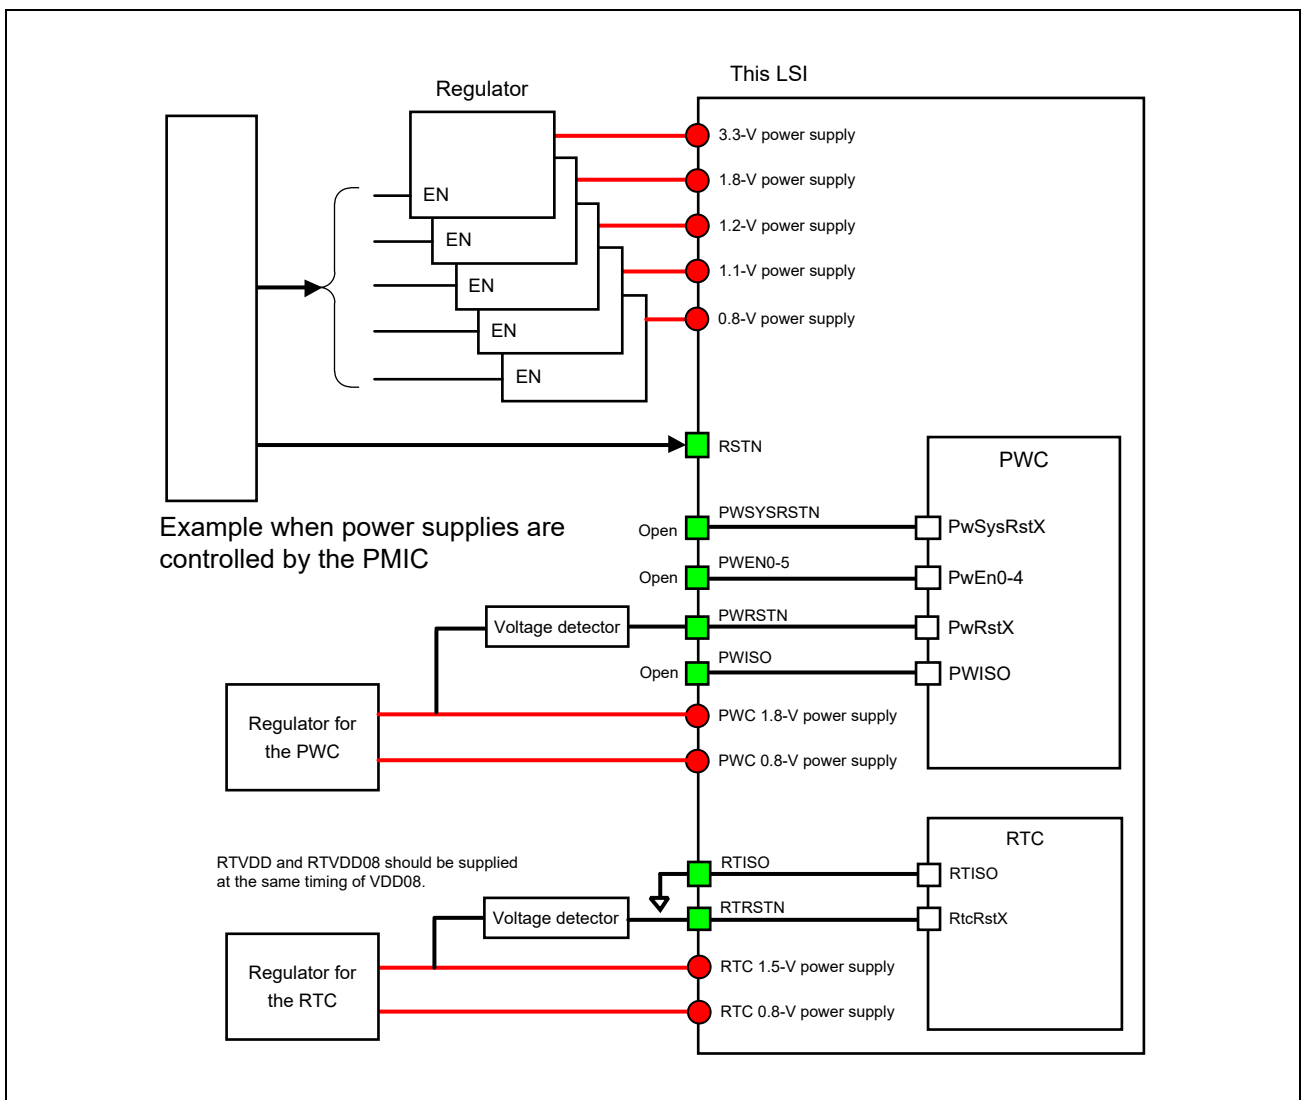 This LSI
Regulator
3.3-V power supply
1.8-V power supply
1.2-V power supply
1.1-V power supply
0.8-V power supply
EN
EN
EN
EN
EN
RSTN
Example when power supplies are
controlled by the PMIC
PWC
Open
PWSYSRSTN
PwSysRstX
Open
PWEN0-5
PwEn0-4
Voltage detector
PWRSTN
PwRstX
Open
PWISO
PWISO
Regulator for
the PWC
PWC 1.8-V power supply
PWC 0.8-V power supply
RTC
RTVDD and RTVDD08 should be supplied
at the same timing of VDD08.
RTISO
RTISO
Voltage detector
RTRSTN
RtcRstX
Regulator for
the RTC
RTC 1.5-V power supply
RTC 0.8-V power supply